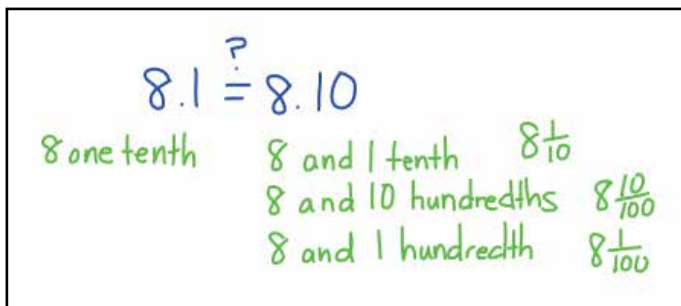 8.1 ≟ 8.10
8 one tenth 8 and 1 tenth 8 1/10
8 and 10 hundredths 8 10/100
8 and 1 hundredth 8 1/100